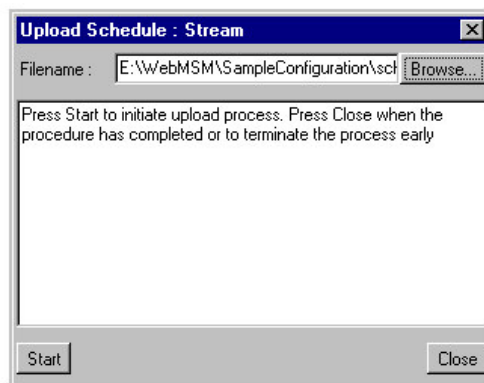 Upload Schedule : Stream
Filename : E:\WebMSM\SampleConfiguration\scl Browse...
Press Start to initiate upload process. Press Close when the
procedure has completed or to terminate the process early
Start Close